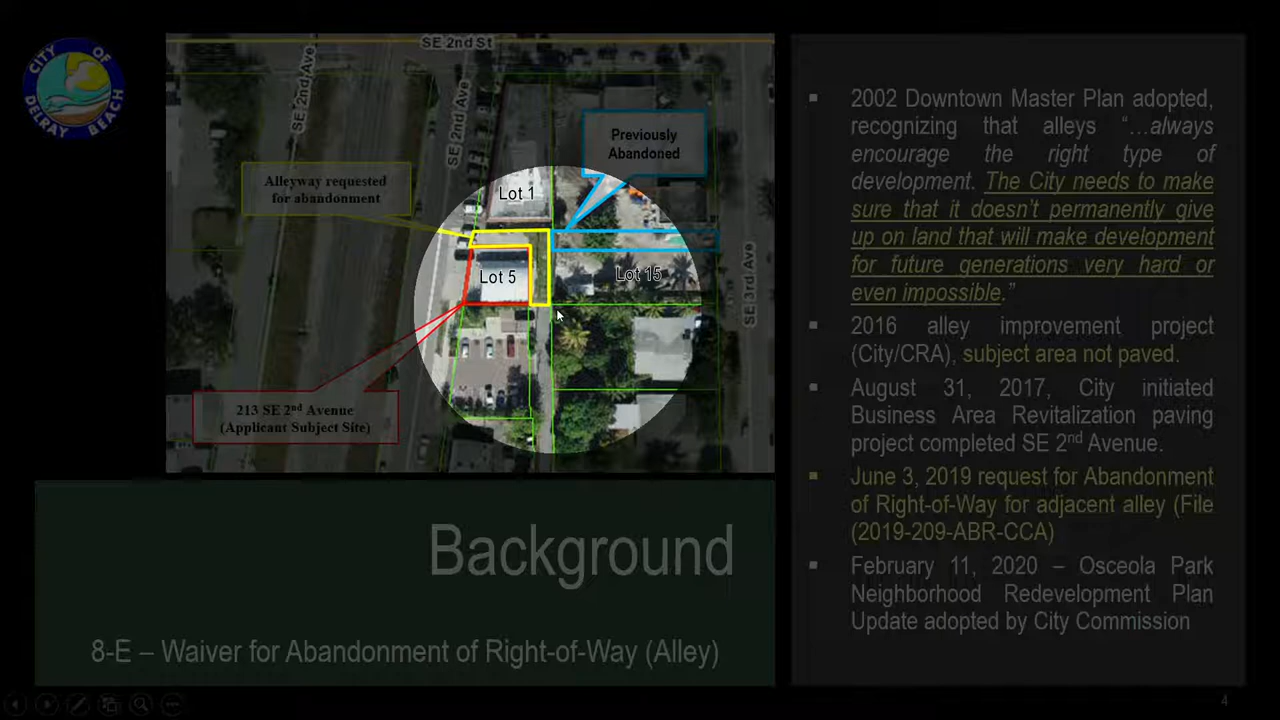 CITY OF
DELRAY BEACH
SE 2nd St
SE 2nd Ave
SE 2nd Ave
Previously
Abandoned
Alleyway requested
for abandonment
Lot 1
Lot 5
Lot 15
SE 3rd Ave
213 SE 2nd Avenue
(Applicant Subject Site)
Background
8-E – Waiver for Abandonment of Right-of-Way (Alley)
▪ 2002 Downtown Master Plan adopted,
recognizing that alleys “…always
encourage the right type of
development. The City needs to make
sure that it doesn’t permanently give
up on land that will make development
for future generations very hard or
even impossible.”
▪ 2016 alley improvement project
(City/CRA), subject area not paved.
▪ August 31, 2017, City initiated
Business Area Revitalization paving
project completed SE 2nd Avenue.
▪ June 3, 2019 request for Abandonment
of Right-of-Way for adjacent alley (File
(2019-209-ABR-CCA)
▪ February 11, 2020 – Osceola Park
Neighborhood Redevelopment Plan
Update adopted by City Commission
4